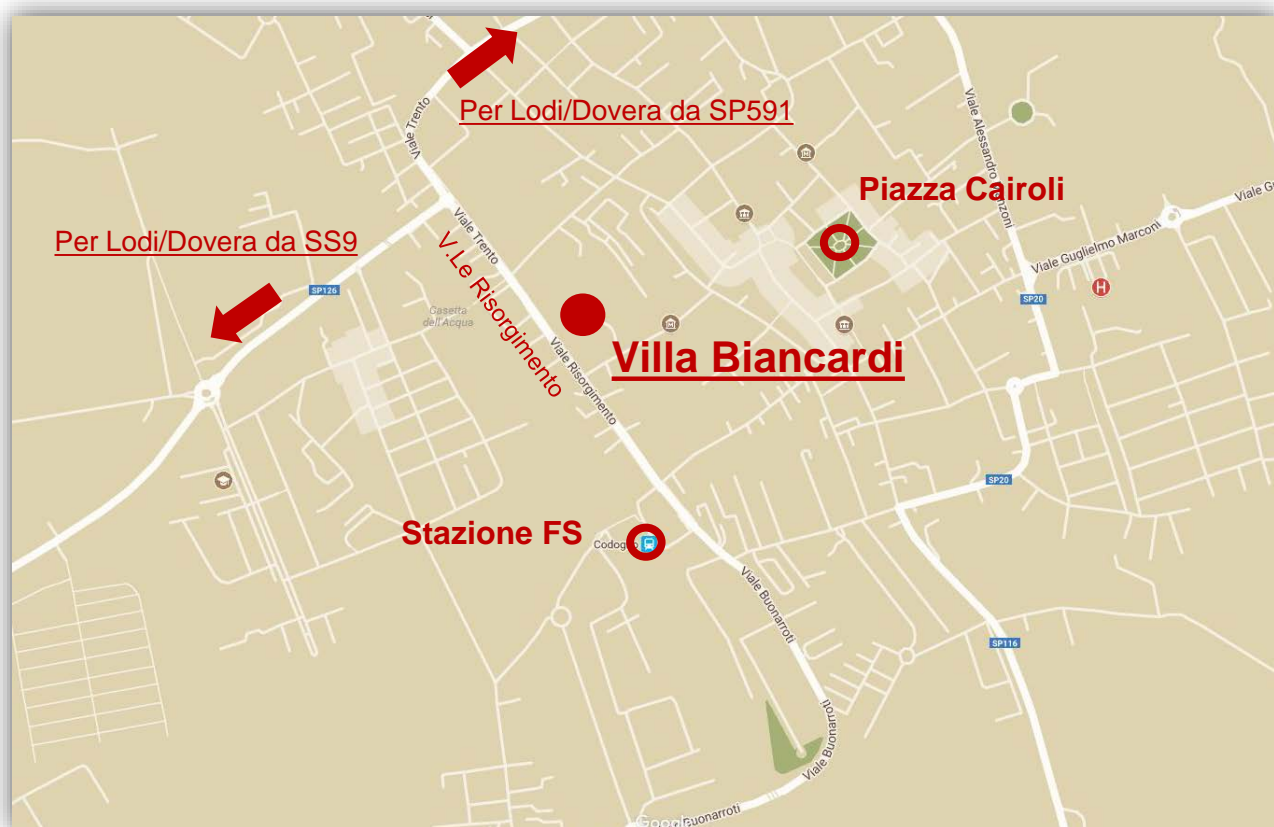 Per Lodi/Dovera da SP591
Viale Trento
Viale Alessandro Manzoni
Piazza Cairoli
Viale G
Per Lodi/Dovera da SS9
Viale Trento
V.Le Risorgimento
Viale Guglielmo Marconi
H
SP126
SP20
Casetta
dell'Acqua
Viale Risorgimento
Villa Biancardi
SP20
Stazione FS
Codogno
Viale Buonarroti
SP116
Viale Buonarroti
Buonarroti
Google